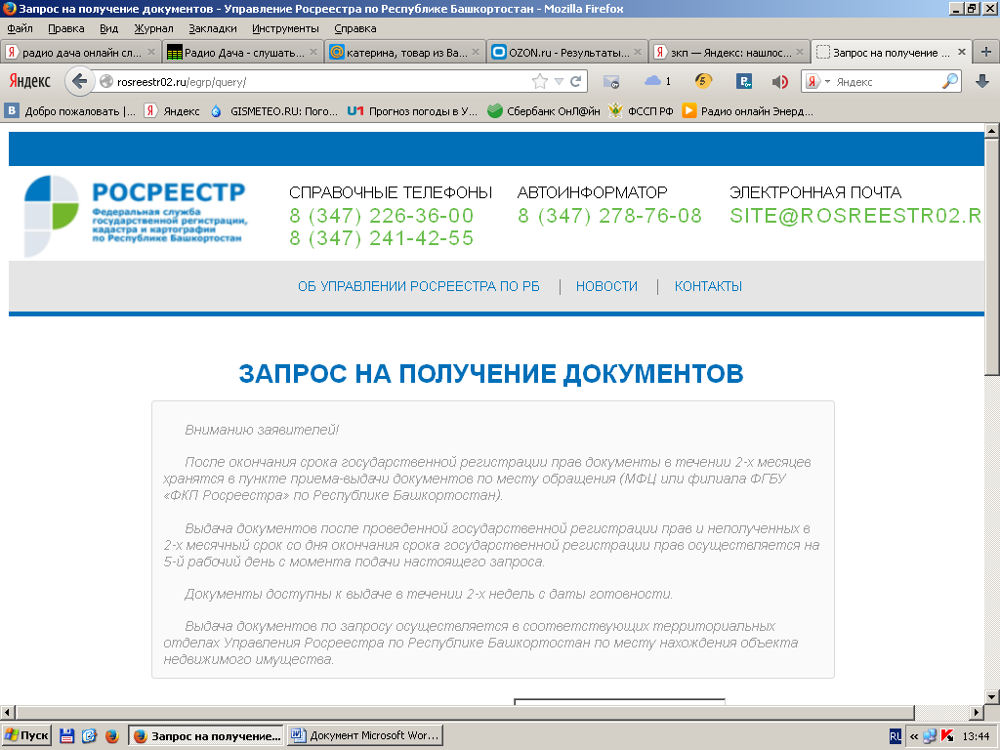 Запрос на получение документов - Управление Росреестра по Республике Башкортостан - Mozilla Firefox
Файл Правка Вид Журнал Закладки Инструменты Справка
радио дача онлайн сл... Радио Дача - слушать... катерина, товар из Ва... OZON.ru - Результаты... зкп — Яндекс: нашлос... Запрос на получение ...
Яндекс rosreestr02.ru/egrp/query/ 1 5 Яндекс
Добро пожаловать |... Яндекс GISMETEO.RU: Пого... Прогноз погоды в У... Сбербанк ОнЛ@йн ФССП РФ Радио онлайн Энерд...
РОСРЕЕСТР
Федеральная служба
государственной регистрации,
кадастра и картографии
по Республике Башкортостан
СПРАВОЧНЫЕ ТЕЛЕФОНЫ
8 (347) 226-36-00
8 (347) 241-42-55
АВТОИНФОРМАТОР
8 (347) 278-76-08
ЭЛЕКТРОННАЯ ПОЧТА
SITE@ROSREESTR02.R
ОБ УПРАВЛЕНИИ РОСРЕЕСТРА ПО РБ | НОВОСТИ | КОНТАКТЫ
ЗАПРОС НА ПОЛУЧЕНИЕ ДОКУМЕНТОВ
Вниманию заявителей!
После окончания срока государственной регистрации прав документы в течении 2-х месяцев
хранятся в пункте приема-выдачи документов по месту обращения (МФЦ или филиала ФГБУ
«ФКП Росреестра» по Республике Башкортостан).
Выдача документов после проведенной государственной регистрации прав и неполученных в
2-х месячный срок со дня окончания срока государственной регистрации прав осуществляется на
5-й рабочий день с момента подачи настоящего запроса.
Документы доступны к выдаче в течении 2-х недель с даты готовности.
Выдача документов по запросу осуществляется в соответствующих территориальных
отделах Управления Росреестра по Республике Башкортостан по месту нахождения объекта
недвижимого имущества.
Пуск Запрос на получение... Документ Microsoft Wor... RU « 13:44